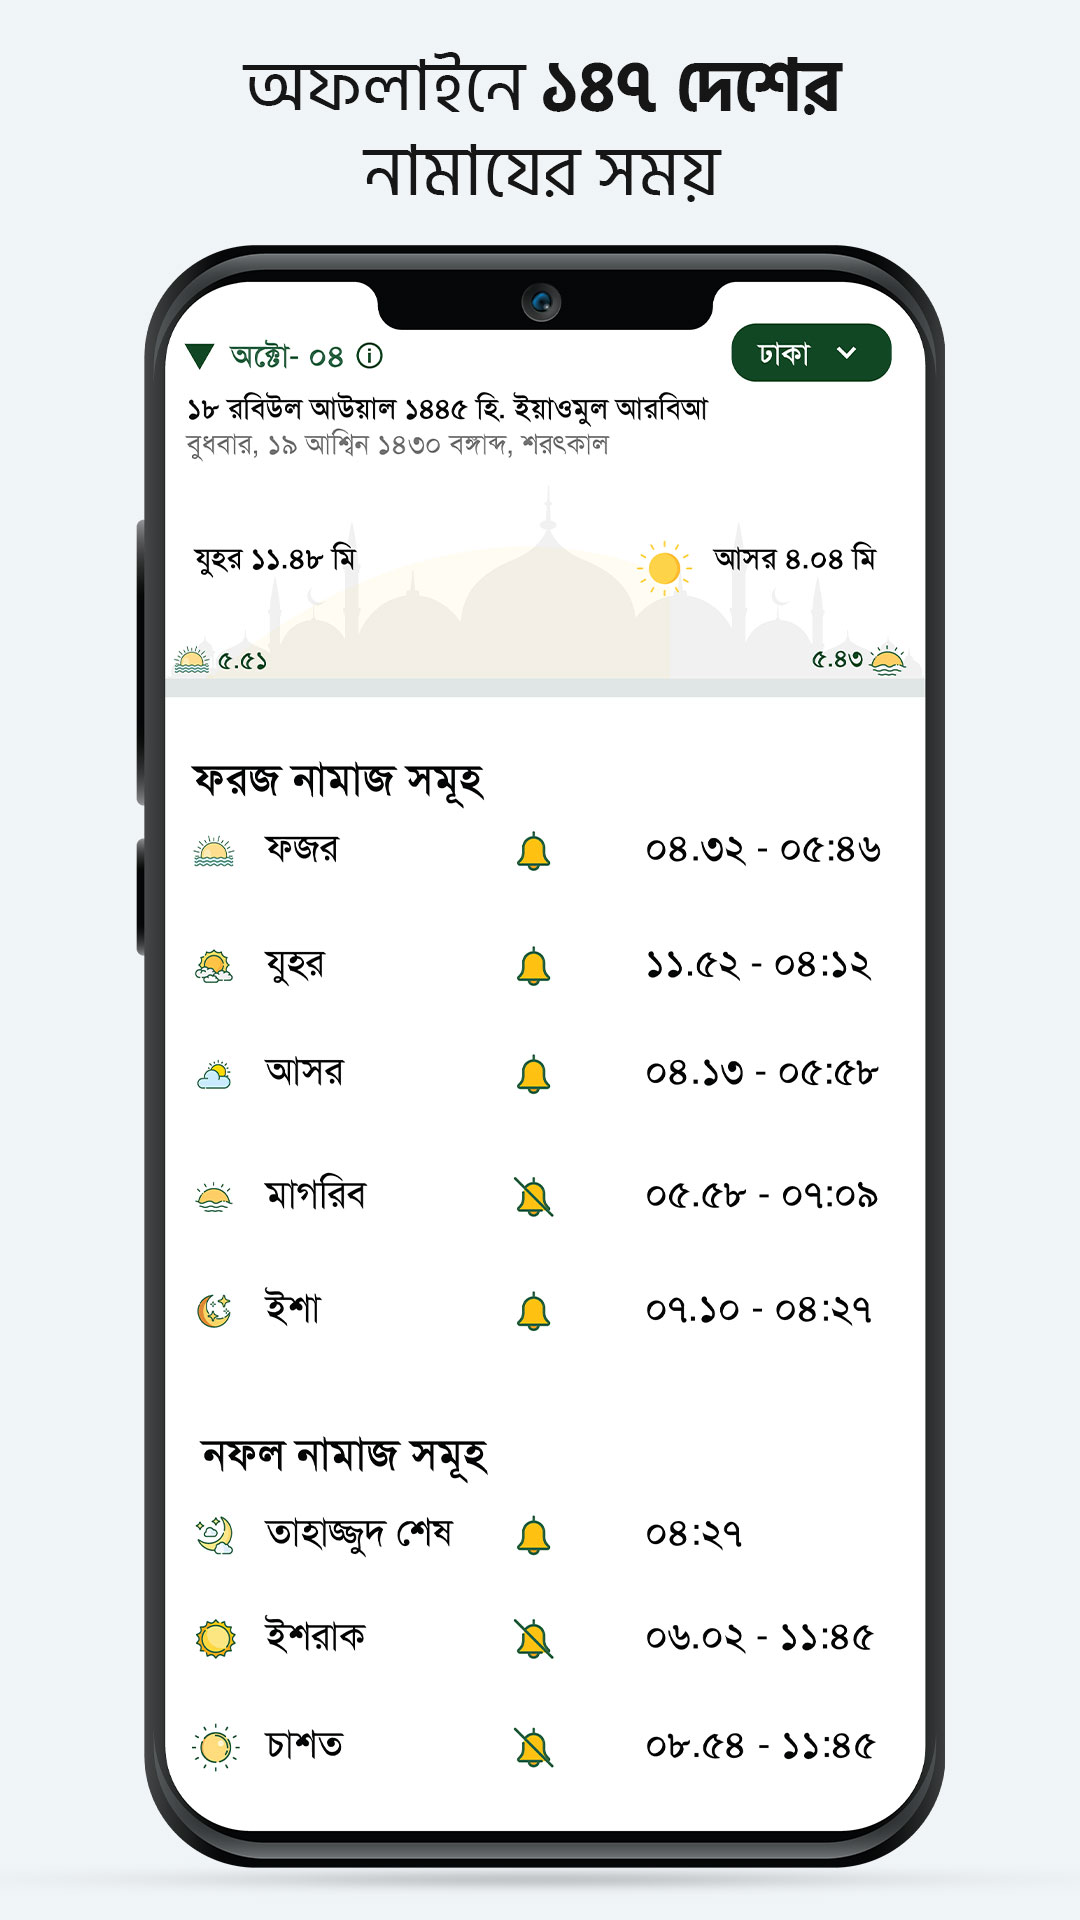 অফলাইনে ১৪৭ দেশের
নামাযের সময়
অক্টো- ০৪
ঢাকা
১৮ রবিউল আউয়াল ১৪৪৫ হি. ইয়াওমুল আরবিআ
বুধবার, ১৯ আশ্বিন ১৪৩০ বঙ্গাব্দ, শরৎকাল
যুহর ১১.৪৮ মি
আসর ৪.০৪ মি
৫.৫১
৫.৪৩
ফরজ নামাজ সমূহ
ফজর ০৪.৩২ - ০৫:৪৬
যুহর ১১.৫২ - ০৪:১২
আসর ০৪.১৩ - ০৫:৫৮
মাগরিব ০৫.৫৮ - ০৭:০৯
ইশা ০৭.১০ - ০৪:২৭
নফল নামাজ সমূহ
তাহাজ্জুদ শেষ ০৪:২৭
ইশরাক ০৬.০২ - ১১:৪৫
চাশত ০৮.৫৪ - ১১:৪৫